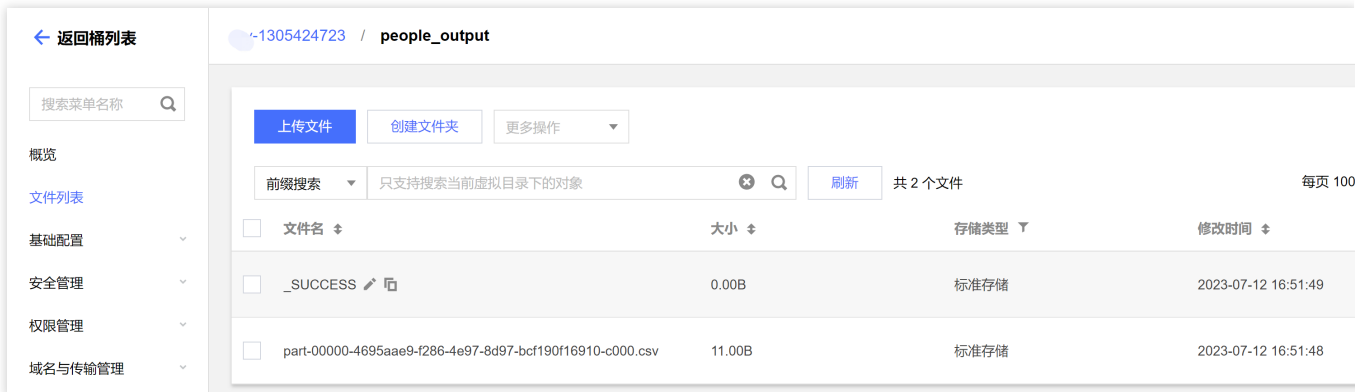 返回桶列表
-1305424723 / people_output
搜索菜单名称
概览
文件列表
基础配置
安全管理
权限管理
域名与传输管理
上传文件 创建文件夹 更多操作
前缀搜索 只支持搜索当前虚拟目录下的对象 刷新 共 2 个文件 每页 100
文件名 大小 存储类型 修改时间
_SUCCESS 0.00B 标准存储 2023-07-12 16:51:49
part-00000-4695aae9-f286-4e97-8d97-bcf190f16910-c000.csv 11.00B 标准存储 2023-07-12 16:51:48